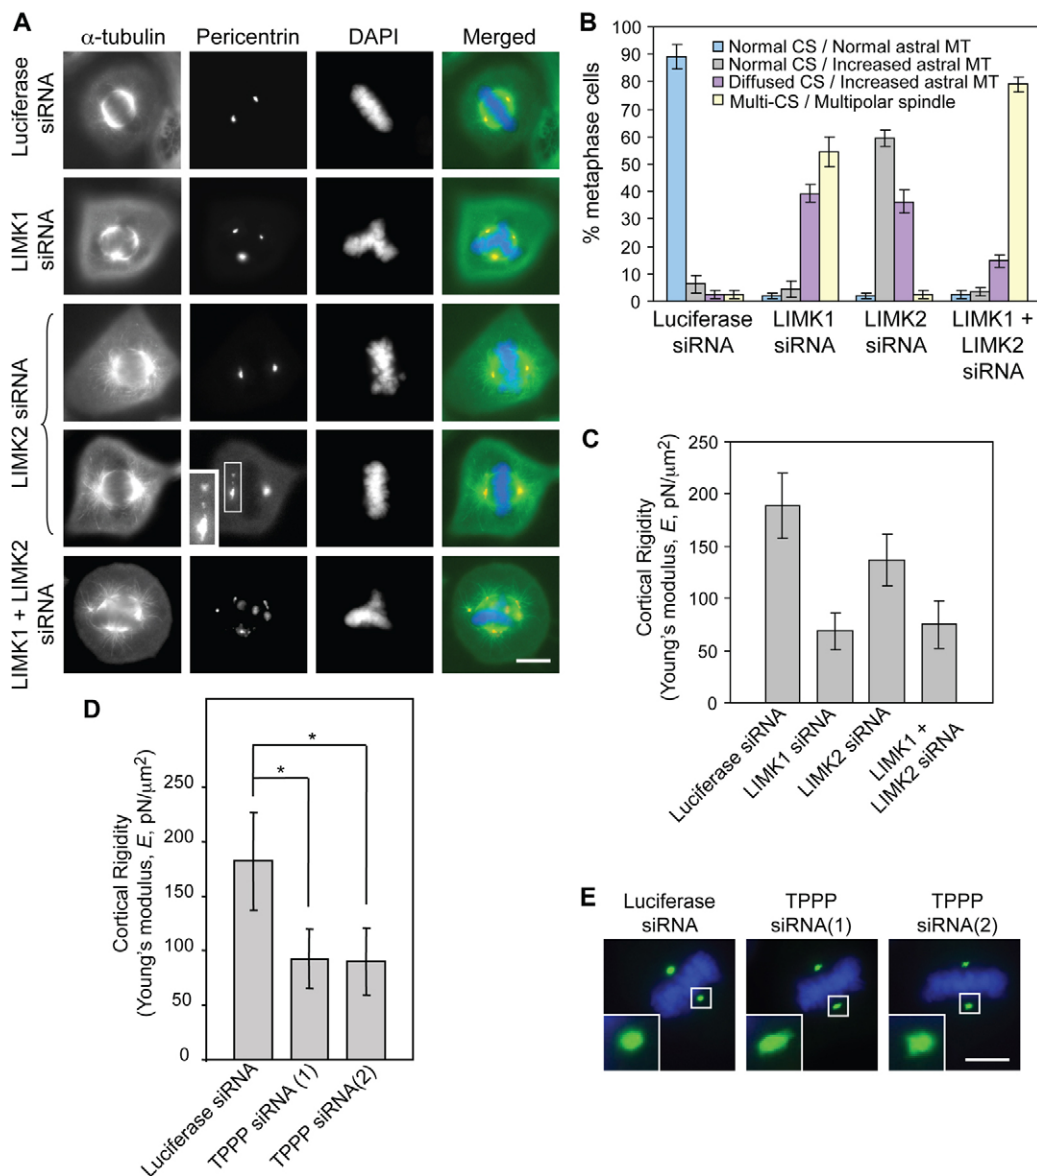 A
α-tubulin Pericentrin DAPI Merged
Luciferase
siRNA
LIMK1
siRNA
LIMK2 siRNA
LIMK1 + LIMK2
siRNA
B
% metaphase cells
100
90
80
70
60
50
40
30
20
10
0
Normal CS / Normal astral MT
Normal CS / Increased astral MT
Diffused CS / Increased astral MT
Multi-CS / Multipolar spindle
Luciferase
siRNA
LIMK1
siRNA
LIMK2
siRNA
LIMK1 +
LIMK2
siRNA
C
Cortical Rigidity
(Young's modulus, E, pN/μm²)
250
200
150
100
50
0
Luciferase siRNA
LIMK1 siRNA
LIMK2 siRNA
LIMK1 +
LIMK2 siRNA
D
Cortical Rigidity
(Young's modulus, E, pN/μm²)
250
200
150
100
50
0
*
*
Luciferase siRNA
TPPP siRNA (1)
TPPP siRNA(2)
E
Luciferase
siRNA
TPPP
siRNA(1)
TPPP
siRNA(2)